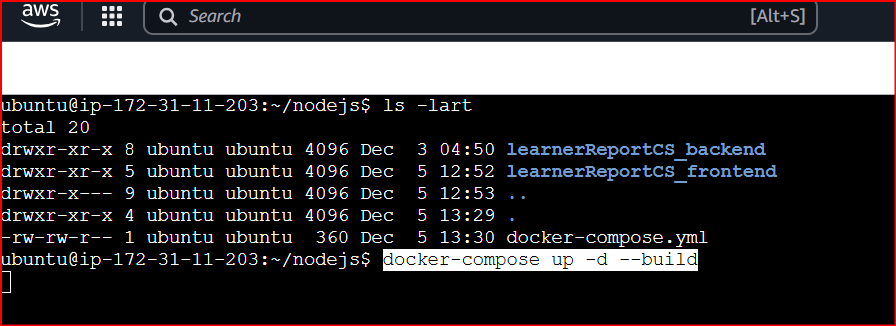 aws
Search [Alt+S]
ubuntu@ip-172-31-11-203:~/nodejs$ ls -lart
total 20
drwxr-xr-x 8 ubuntu ubuntu 4096 Dec  3 04:50 learnerReportCS_backend
drwxr-xr-x 5 ubuntu ubuntu 4096 Dec  5 12:52 learnerReportCS_frontend
drwxr-x--- 9 ubuntu ubuntu 4096 Dec  5 12:53 ..
drwxr-xr-x 4 ubuntu ubuntu 4096 Dec  5 13:29 .
-rw-rw-r-- 1 ubuntu ubuntu  360 Dec  5 13:30 docker-compose.yml
ubuntu@ip-172-31-11-203:~/nodejs$ docker-compose up -d --build